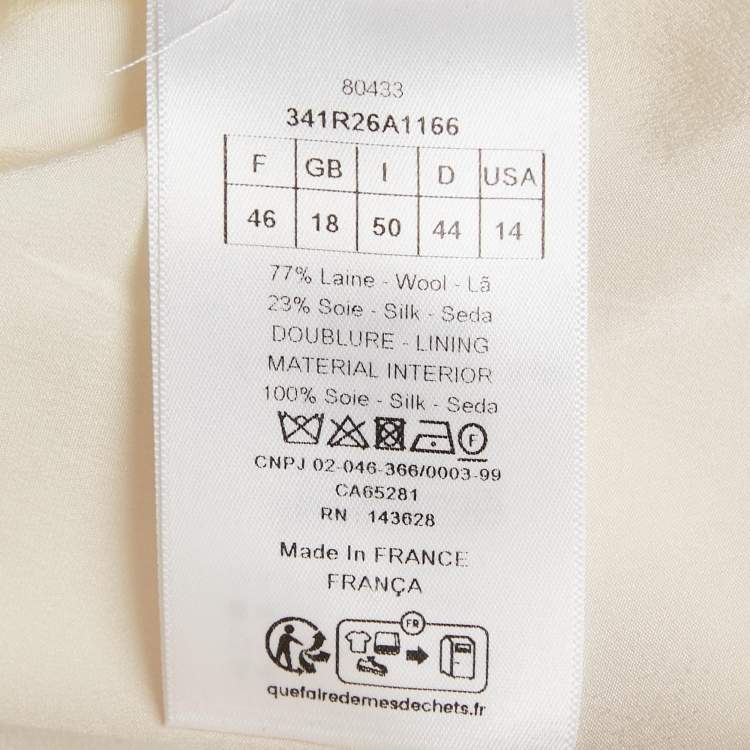 80433
341R26A1166
F GB I D USA
46 18 50 44 14
77% Laine - Wool - Lã
23% Soie - Silk - Seda
DOUBLURE - LINING
MATERIAL INTERIOR
100% Soie - Silk - Seda
F
CNPJ 02-046-366/0003-99
CA65281
RN : 143628
Made In FRANCE
FRANÇA
FR
quefairedemesdechets.fr